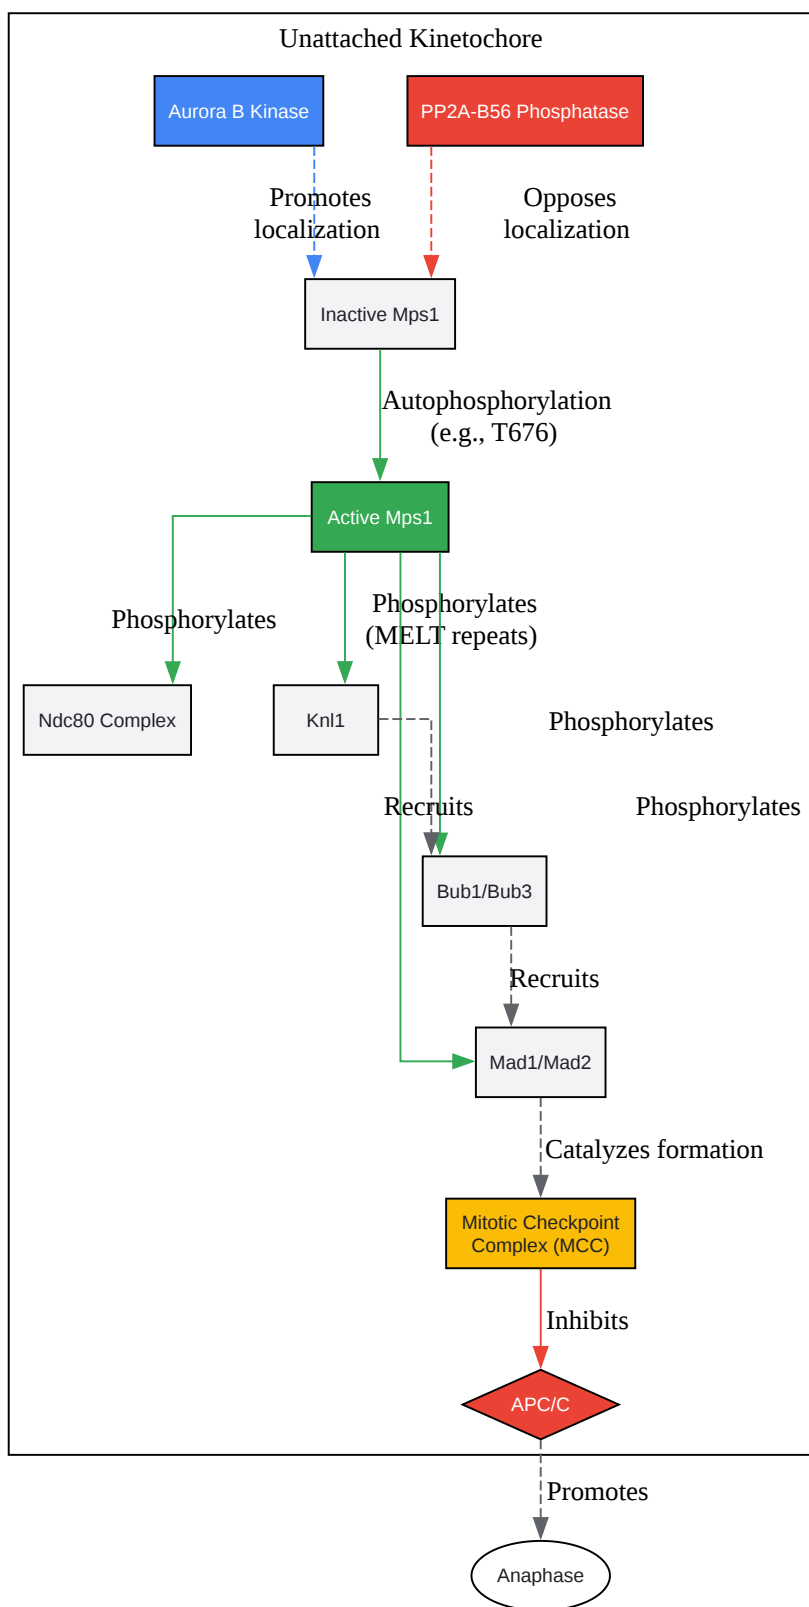 Unattached Kinetochore
Aurora B Kinase
PP2A-B56 Phosphatase
Promotes
localization
Opposes
localization
Inactive Mps1
Autophosphorylation
(e.g., T676)
Active Mps1
Phosphorylates
Phosphorylates
(MELT repeats)
Ndc80 Complex
Knl1
Phosphorylates
Recruits
Phosphorylates
Bub1/Bub3
Recruits
Mad1/Mad2
Catalyzes formation
Mitotic Checkpoint
Complex (MCC)
Inhibits
APC/C
Promotes
Anaphase